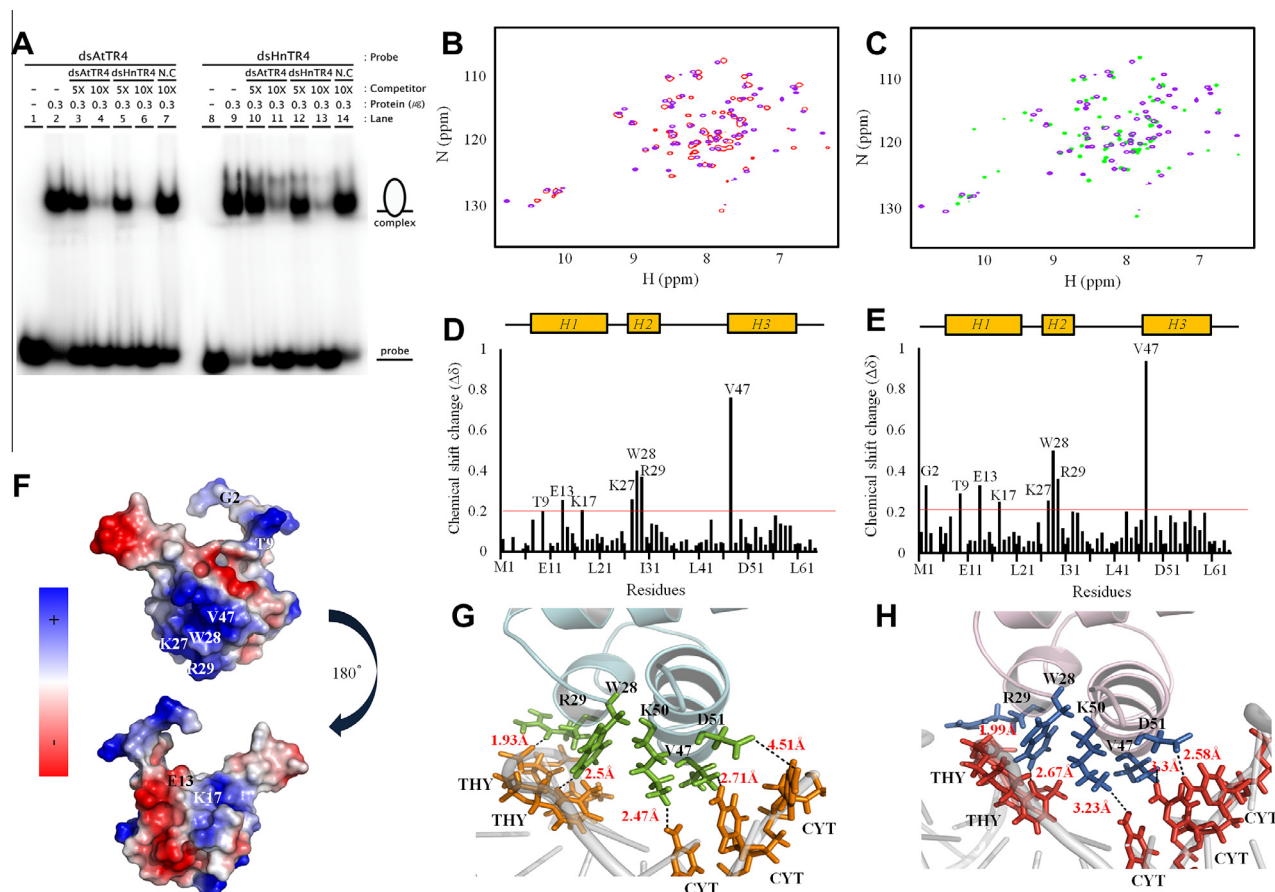 A
dsAtTR4 dsHnTR4 : Probe
dsAtTR4 dsHnTR4 N.C dsAtTR4 dsHnTR4 N.C
– – 5X 10X 5X 10X 10X – – 5X 10X 5X 10X 10X : Competitor
– 0.3 0.3 0.3 0.3 0.3 0.3 – 0.3 0.3 0.3 0.3 0.3 0.3 : Protein (㎍)
1 2 3 4 5 6 7 8 9 10 11 12 13 14 : Lane
complex
probe
B
110
120
130
N (ppm)
10 9 8 7
H (ppm)
C
110
120
130
N (ppm)
10 9 8 7
H (ppm)
D
H1 H2 H3
1
0.8
0.6
0.4
0.2
0
Chemical shift change (Δδ)
V47
W28
R29
K27
E13
T9
K17
M1 E11 L21 I31 L41 D51 L61
Residues
E
H1 H2 H3
1
0.8
0.6
0.4
0.2
0
Chemical shift change (Δδ)
V47
W28
G2
E13
R29
T9
K27
K17
M1 E11 L21 I31 L41 D51 L61
Residues
F
+
-
G2
T9
V47
W28
K27
R29
180°
E13
K17
G
W28
R29
K50
D51
V47
1.93Å
4.51Å
2.5Å
2.71Å
2.47Å
THY
THY
CYT
CYT
CYT
H
W28
R29
K50
D51
V47
1.99Å
2.58Å
3.3Å
2.67Å
3.23Å
THY
THY
CYT
CYT
CYT